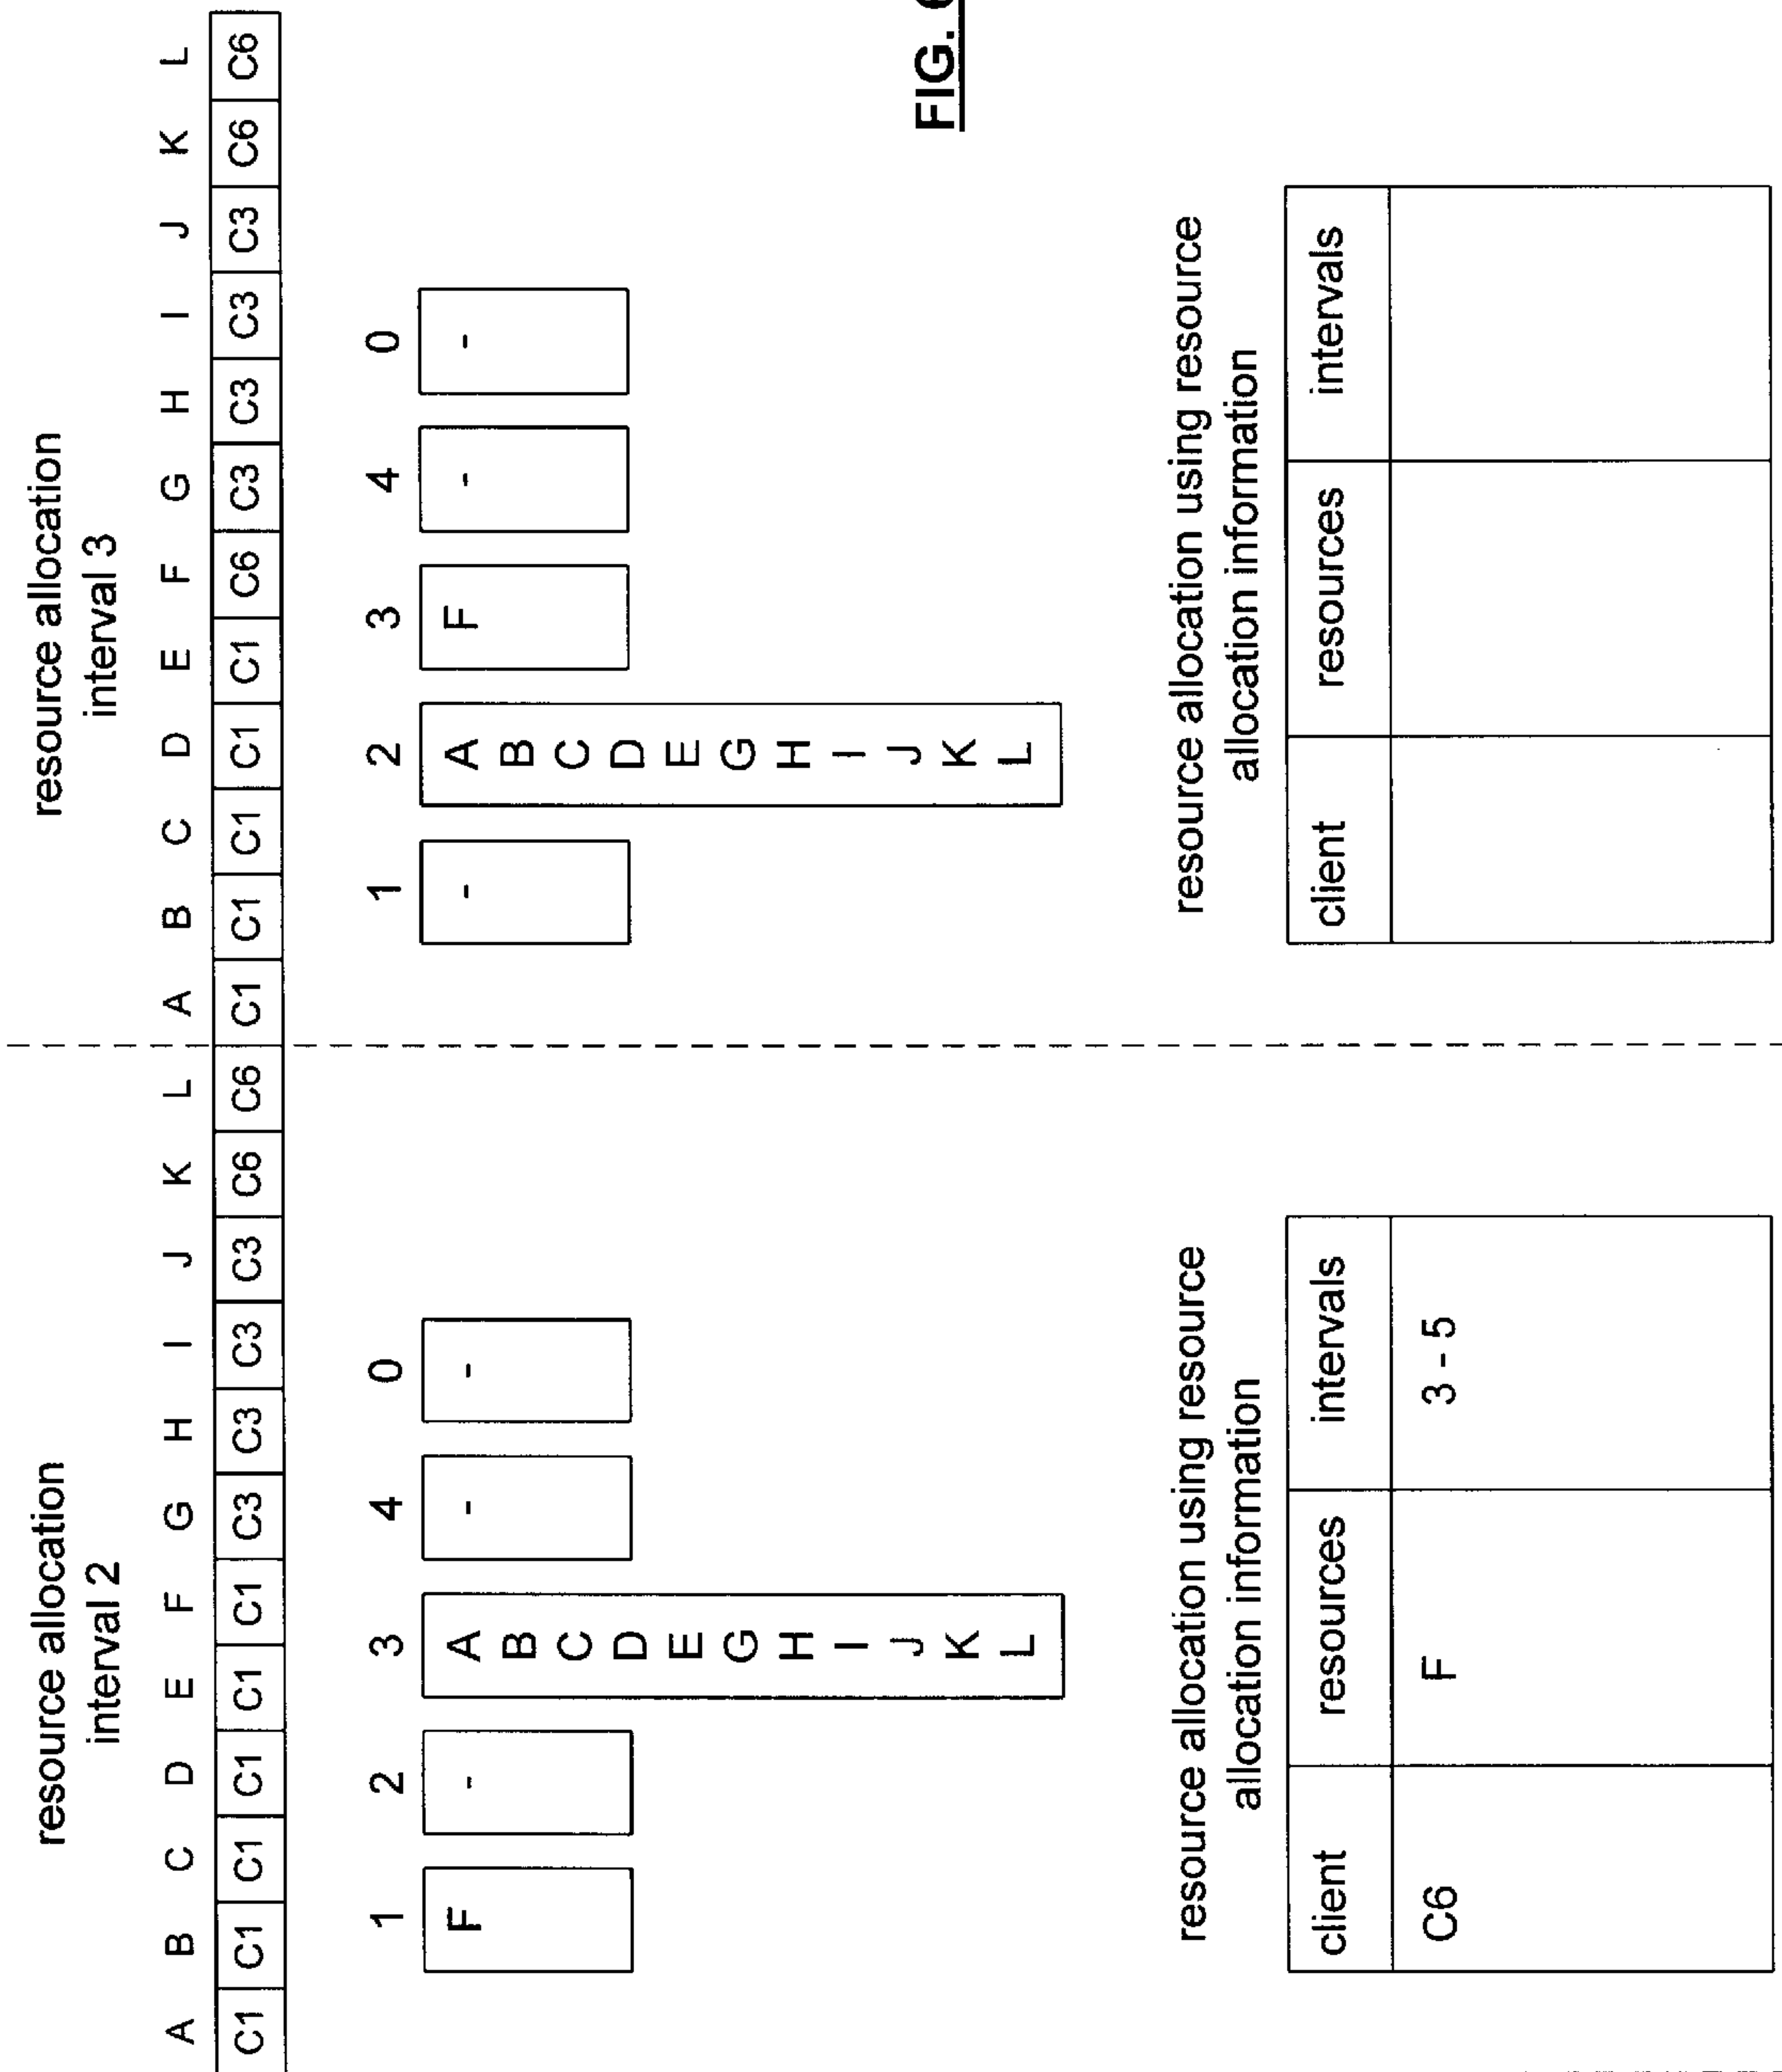 resource allocation
interval 2
A B C D E F G H I J K L
C1 C1 C1 C1 C1 C1 C3 C3 C3 C3 C6 C6
1 2 3 4 0
F - A - -
B
C
D
E
G
H
I
J
K
L
resource allocation using resource
allocation information
client resources intervals
C6 F 3 - 5
resource allocation
interval 3
A B C D E F G H I J K L
C1 C1 C1 C1 C1 C6 C3 C3 C3 C3 C6 C6
1 2 3 4 0
- A F - -
B
C
D
E
G
H
I
J
K
L
resource allocation using resource
allocation information
client resources intervals
FIG.